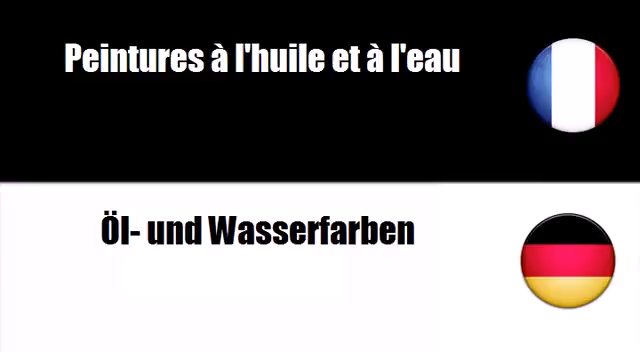 Peintures à l'huile et à l'eau
Öl- und Wasserfarben